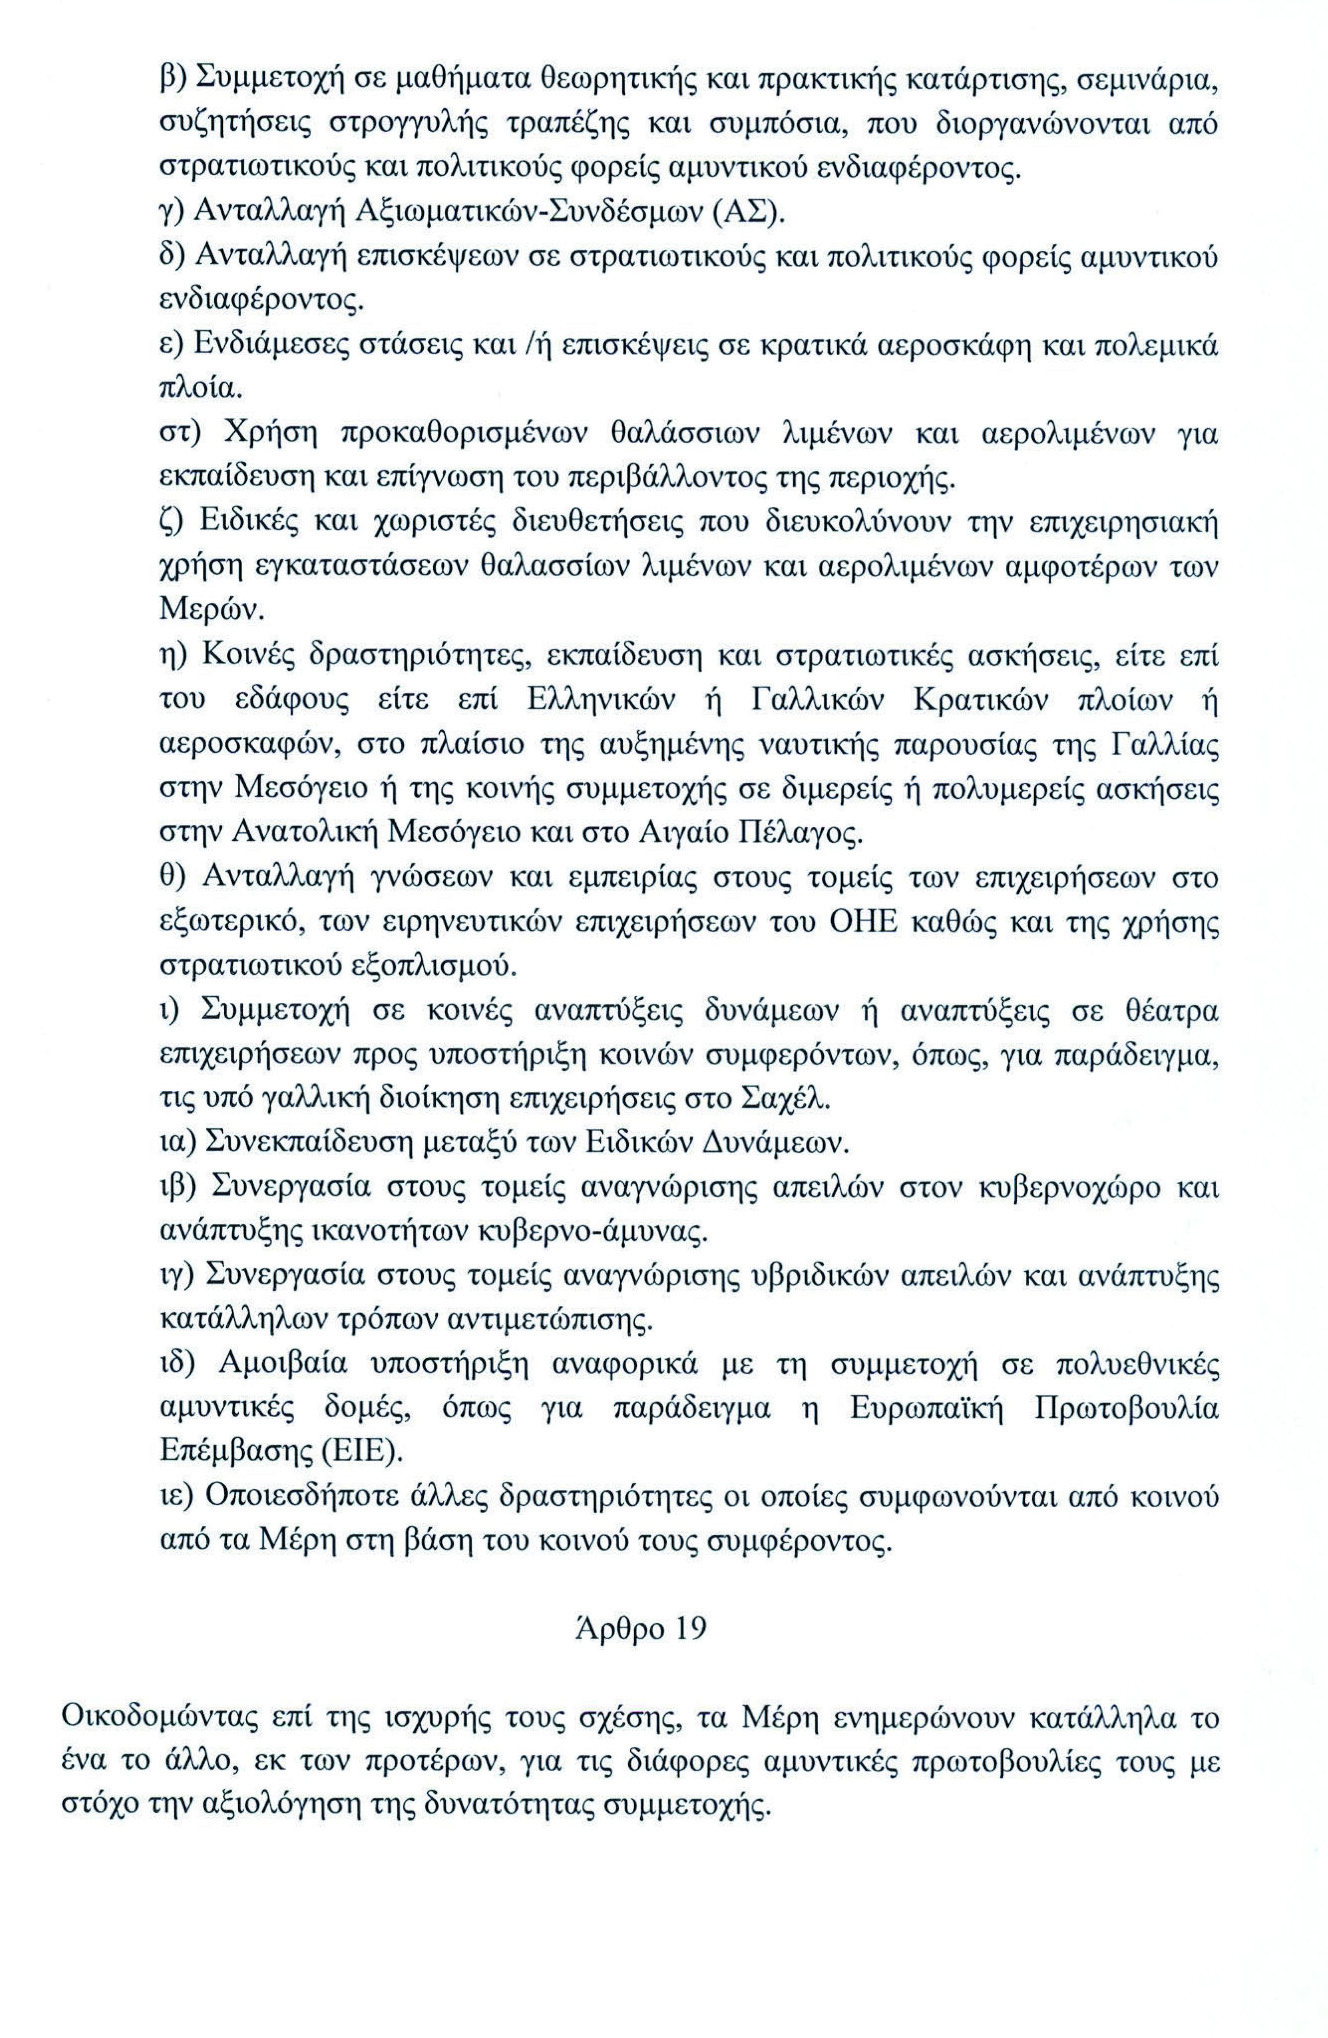 β) Συμμετοχή σε μαθήματα θεωρητικής και πρακτικής κατάρτισης, σεμινάρια,
συζητήσεις στρογγυλής τραπέζης και συμπόσια, που διοργανώνονται από
στρατιωτικούς και πολιτικούς φορείς αμυντικού ενδιαφέροντος.
γ) Ανταλλαγή Αξιωματικών-Συνδέσμων (ΑΣ).
δ) Ανταλλαγή επισκέψεων σε στρατιωτικούς και πολιτικούς φορείς αμυντικού
ενδιαφέροντος.
ε) Ενδιάμεσες στάσεις και /ή επισκέψεις σε κρατικά αεροσκάφη και πολεμικά
πλοία.
στ) Χρήση προκαθορισμένων θαλάσσιων λιμένων και αερολιμένων για
εκπαίδευση και επίγνωση του περιβάλλοντος της περιοχής.
ζ) Ειδικές και χωριστές διευθετήσεις που διευκολύνουν την επιχειρησιακή
χρήση εγκαταστάσεων θαλασσίων λιμένων και αερολιμένων αμφοτέρων των
Μερών.
η) Κοινές δραστηριότητες, εκπαίδευση και στρατιωτικές ασκήσεις, είτε επί
του εδάφους είτε επί Ελληνικών ή Γαλλικών Κρατικών πλοίων ή
αεροσκαφών, στο πλαίσιο της αυξημένης ναυτικής παρουσίας της Γαλλίας
στην Μεσόγειο ή της κοινής συμμετοχής σε διμερείς ή πολυμερείς ασκήσεις
στην Ανατολική Μεσόγειο και στο Αιγαίο Πέλαγος.
θ) Ανταλλαγή γνώσεων και εμπειρίας στους τομείς των επιχειρήσεων στο
εξωτερικό, των ειρηνευτικών επιχειρήσεων του ΟΗΕ καθώς και της χρήσης
στρατιωτικού εξοπλισμού.
ι) Συμμετοχή σε κοινές αναπτύξεις δυνάμεων ή αναπτύξεις σε θέατρα
επιχειρήσεων προς υποστήριξη κοινών συμφερόντων, όπως, για παράδειγμα,
τις υπό γαλλική διοίκηση επιχειρήσεις στο Σαχέλ.
ια) Συνεκπαίδευση μεταξύ των Ειδικών Δυνάμεων.
ιβ) Συνεργασία στους τομείς αναγνώρισης απειλών στον κυβερνοχώρο και
ανάπτυξης ικανοτήτων κυβερνο-άμυνας.
ιγ) Συνεργασία στους τομείς αναγνώρισης υβριδικών απειλών και ανάπτυξης
κατάλληλων τρόπων αντιμετώπισης.
ιδ) Αμοιβαία υποστήριξη αναφορικά με τη συμμετοχή σε πολυεθνικές
αμυντικές δομές, όπως για παράδειγμα η Ευρωπαϊκή Πρωτοβουλία
Επέμβασης (ΕΙΕ).
ιε) Οποιεσδήποτε άλλες δραστηριότητες οι οποίες συμφωνούνται από κοινού
από τα Μέρη στη βάση του κοινού τους συμφέροντος.
Άρθρο 19
Οικοδομώντας επί της ισχυρής τους σχέσης, τα Μέρη ενημερώνουν κατάλληλα το
ένα το άλλο, εκ των προτέρων, για τις διάφορες αμυντικές πρωτοβουλίες τους με
στόχο την αξιολόγηση της δυνατότητας συμμετοχής.